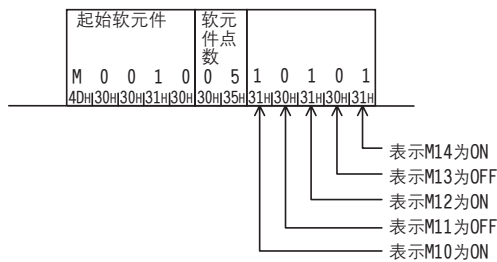 起始软元件
软元
件点
数
M 0 0 1 0 0 5 1 0 1 0 1
4DH 30H 30H 31H 30H 30H 35H 31H 30H 31H 30H 31H
表示M14为ON
表示M13为OFF
表示M12为ON
表示M11为OFF
表示M10为ON